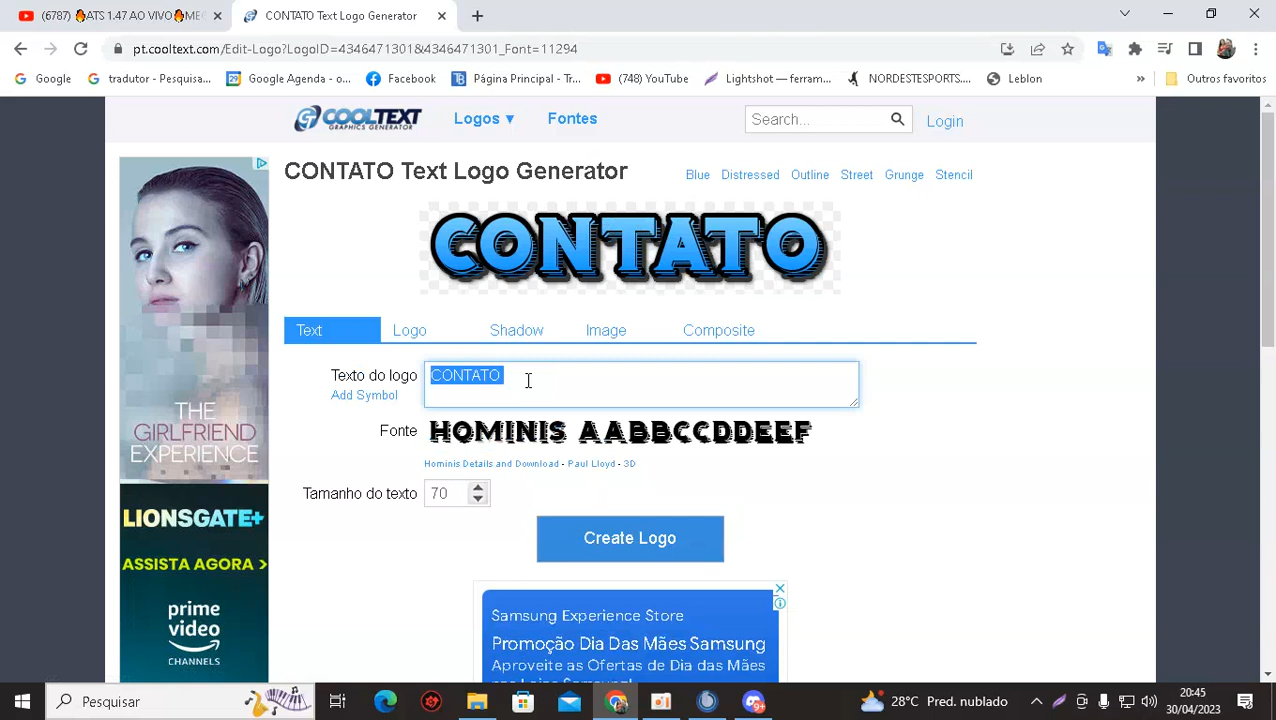 (6787) 🔥ATS 1.47 AO VIVO🔥ME
CONTATO Text Logo Generator
pt.cooltext.com/Edit-Logo?LogoID=4346471301&4346471301_Font=11294
Google
tradutor - Pesquisa...
Google Agenda - o...
Facebook
Página Principal - Tr...
(748) YouTube
Lightshot — ferram...
NORDESTESPORTS....
Leblon
»
Outros favoritos
COOLTEXT
GRAPHICS GENERATOR
Logos ▼
Fontes
Search...
Login
CONTATO Text Logo Generator
Blue Distressed Outline Street Grunge Stencil
CONTATO
Text
Logo
Shadow
Image
Composite
Texto do logo
CONTATO
Add Symbol
Fonte
HOMINIS AABBCCDDEEF
Hominis Details and Download - Paul Lloyd - 3D
Tamanho do texto
70
Create Logo
THE
GIRLFRIEND
EXPERIENCE
LIONSGATE+
ASSISTA AGORA >
prime
video
CHANNELS
Samsung Experience Store
Promoção Dia Das Mães Samsung
Aproveite as Ofertas de Dia das Mães
Pesquisar
28°C Pred. nublado
20:45
30/04/2023